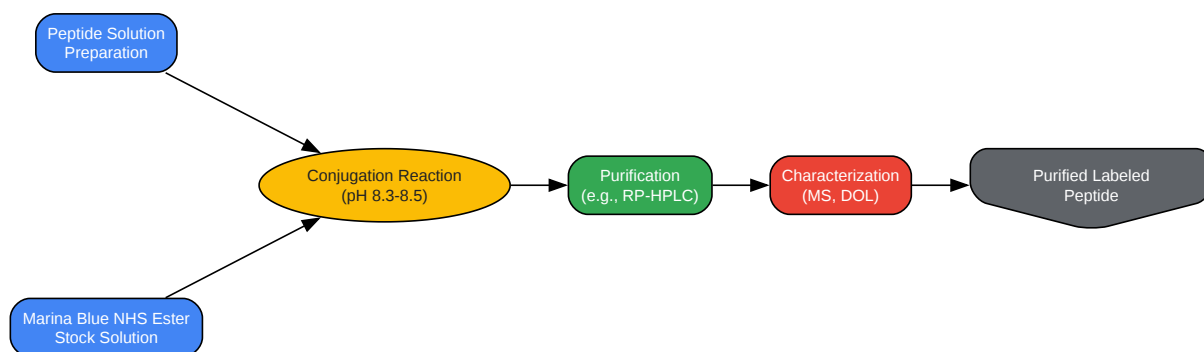 Peptide Solution
Preparation
Conjugation Reaction
(pH 8.3-8.5)
Purification
(e.g., RP-HPLC)
Characterization
(MS, DOL)
Purified Labeled
Peptide
Marina Blue NHS Ester
Stock Solution